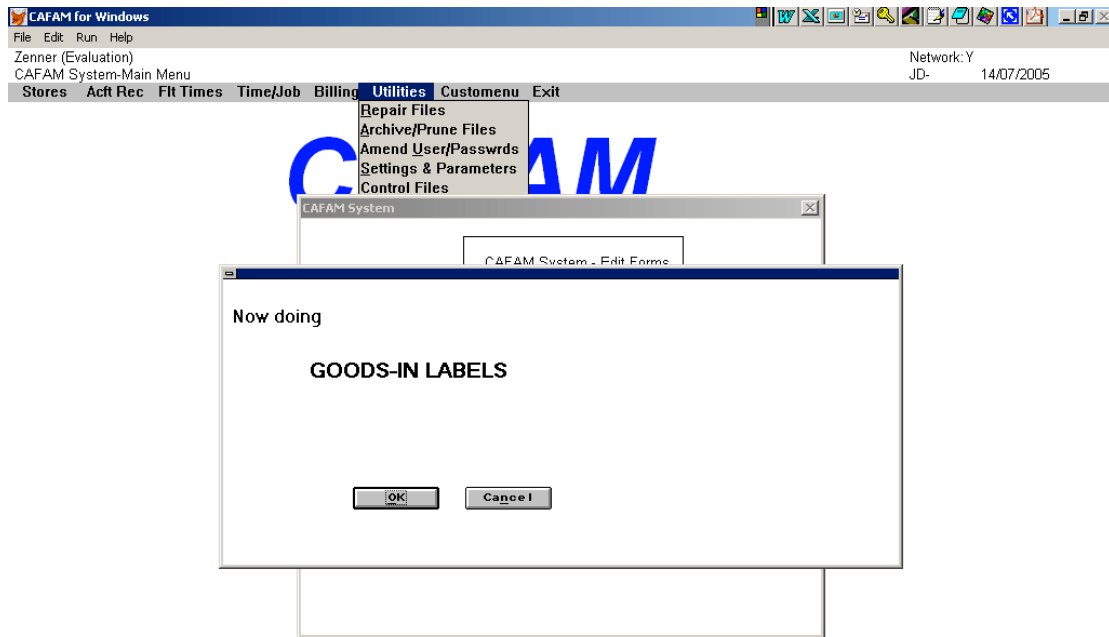 CAFAM for Windows
File Edit Run Help
Zenner (Evaluation) Network:Y
CAFAM System-Main Menu JD- 14/07/2005
Stores Acft Rec Flt Times Time/Job Billing Utilities Customenu Exit
Repair Files
Archive/Prune Files
Amend User/Passwrds
Settings & Parameters
Control Files
CAFAM
CAFAM System
CAFAM System - Edit Forms
Now doing
GOODS-IN LABELS
OK Cancel